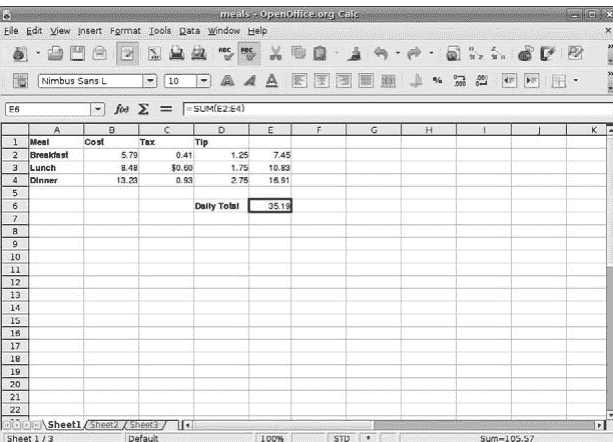 meals - OpenOffice.org Calc
File Edit View Insert Format Tools Data Window Help
Nimbus Sans L 10
E6 f(x) Σ = =SUM(E2:E4)
A B C D E F G H I J K
1 Meal Cost Tax Tip
2 Breakfast 5.79 0.41 1.25 7.45
3 Lunch 8.48 $0.60 1.75 10.83
4 Dinner 13.23 0.93 2.75 16.91
5
6 Daily Total 35.19
7
8
9
10
11
12
13
14
15
16
17
18
19
20
21
22
Sheet1 Sheet2 Sheet3
Sheet 1 / 3 Default 100% STD * Sum=105.57